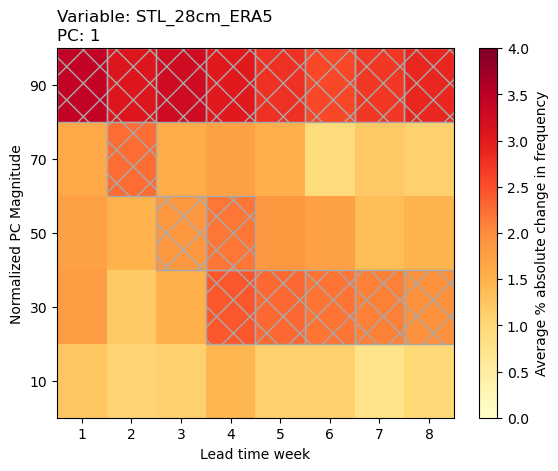 Variable: STL_28cm_ERA5
PC: 1
Normalized PC Magnitude
90
70
50
30
10
1 2 3 4 5 6 7 8
Lead time week
4.0
3.5
3.0
2.5
2.0
1.5
1.0
0.5
0.0
Average % absolute change in frequency